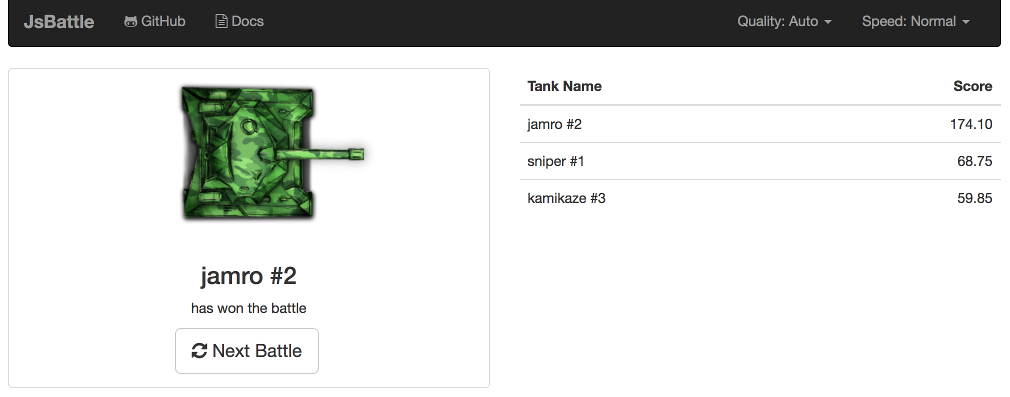 JsBattle GitHub Docs Quality: Auto Speed: Normal
jamro #2
has won the battle
Next Battle
Tank Name Score
jamro #2 174.10
sniper #1 68.75
kamikaze #3 59.85